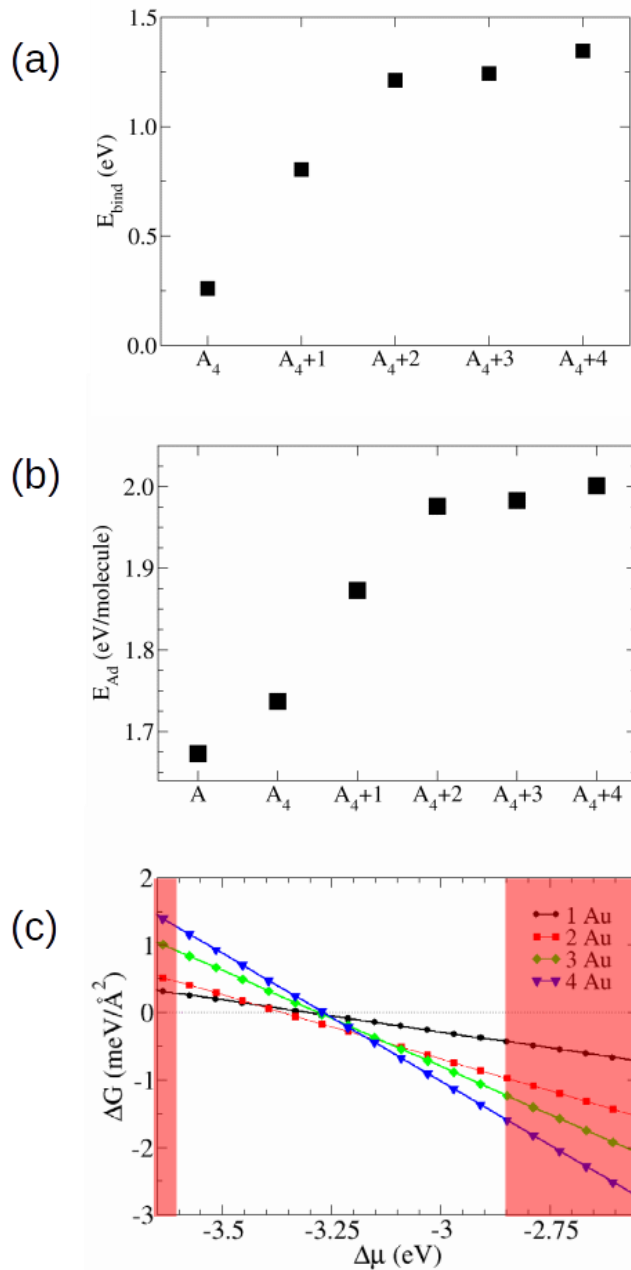 (a)
1.5
1.0
0.5
0.0
E_bind (eV)
A_4 A_4+1 A_4+2 A_4+3 A_4+4
(b)
2.0
1.9
1.8
1.7
E_Ad (eV/molecule)
A A_4 A_4+1 A_4+2 A_4+3 A_4+4
(c)
2
1
0
-1
-2
-3
ΔG (meV/Å²)
1 Au
2 Au
3 Au
4 Au
-3.5 -3.25 -3 -2.75
Δμ (eV)